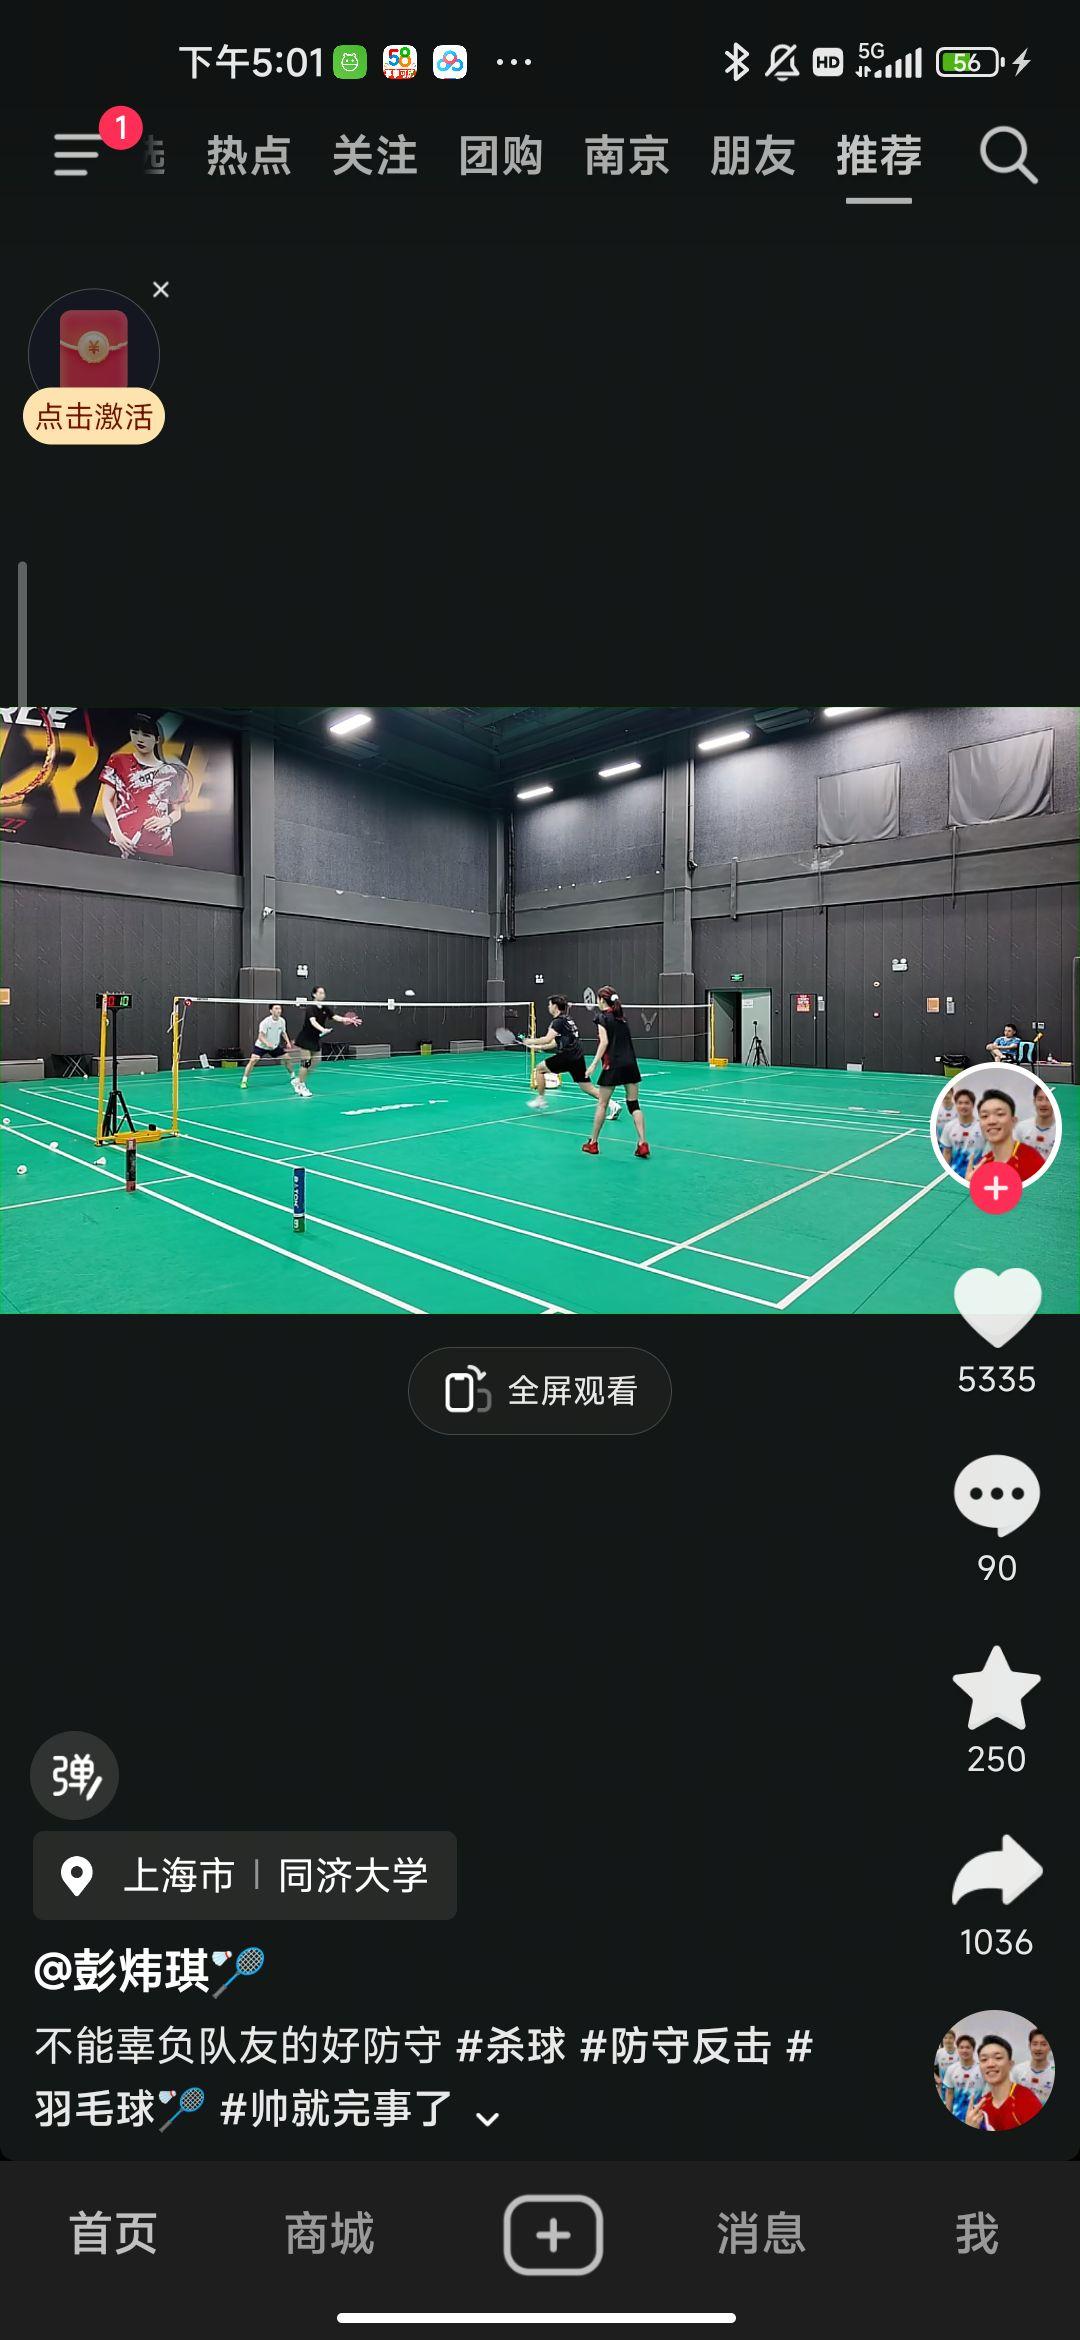 下午5:01 58 ... HD 5G 56
1
热点 关注 团购 南京 朋友 推荐
点击激活
全屏观看
5335
90
250
1036
弹
上海市 | 同济大学
@彭炜琪🏸
不能辜负队友的好防守 #杀球 #防守反击 #
羽毛球🏸 #帅就完事了
首页 商城 消息 我